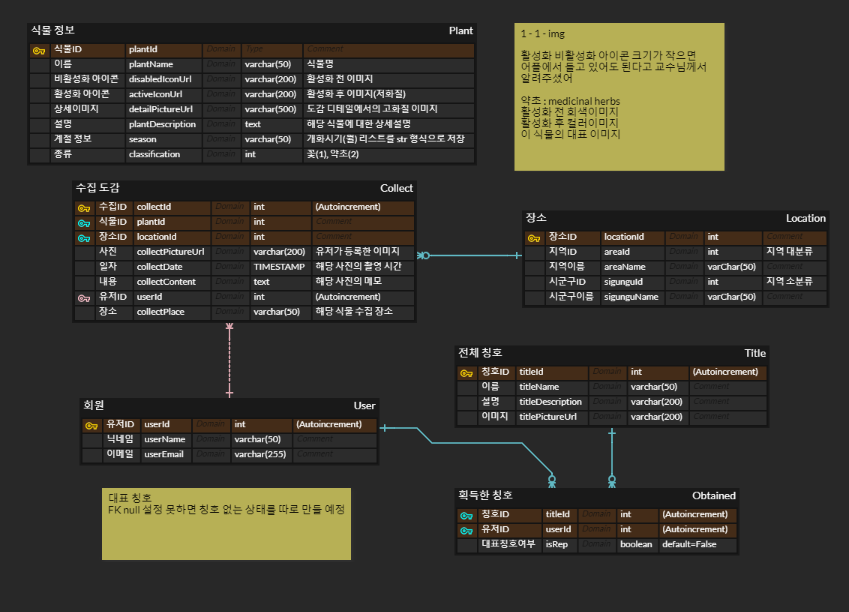 식물 정보 Plant
식물ID plantId Domain Type Comment
이름 plantName Domain varchar(50) 식물명
비활성화 아이콘 disabledIconUrl Domain varchar(200) 활성화 전 이미지
활성화 아이콘 activeIconUrl Domain varchar(200) 활성화 후 이미지(저화질)
상세이미지 detailPictureUrl Domain varchar(500) 도감 디테일에서의 고화질 이미지
설명 plantDescription Domain text 해당 식물에 대한 상세설명
계절 정보 season Domain varchar(50) 개화시기(월) 리스트를 str 형식으로 저장
종류 classification Domain int 꽃(1), 약초(2)
1 - 1 - img
활성화 비활성화 아이콘 크기가 작으면
어플에서 들고 있어도 된다고 교수님께서
알려주셨어
약초 : medicinal herbs
활성화 전 회색이미지
활성화 후 컬러이미지
이 식물의 대표 이미지
수집 도감 Collect
수집ID collectId Domain int (Autoincrement)
식물ID plantId Domain int Comment
장소ID locationId Domain int Comment
사진 collectPictureUrl Domain varchar(200) 유저가 등록한 이미지
일자 collectDate Domain TIMESTAMP 해당 사진의 촬영 시간
내용 collectContent Domain text 해당 사진의 메모
유저ID userId Domain int (Autoincrement)
장소 collectPlace Domain varchar(50) 해당 식물 수집 장소
장소 Location
장소ID locationId Domain int Comment
지역ID areaId Domain int 지역 대분류
지역이름 areaName Domain varChar(50) Comment
시군구ID sigunguId Domain int 지역 소분류
시군구이름 sigunguName Domain varChar(50) Comment
전체 칭호 Title
칭호ID titleId Domain int (Autoincrement)
이름 titleName Domain varchar(50) Comment
설명 titleDescription Domain varchar(200) Comment
이미지 titlePictureUrl Domain varchar(200) Comment
회원 User
유저ID userId Domain int (Autoincrement)
닉네임 userName Domain varchar(50) Comment
이메일 userEmail Domain varchar(255) Comment
대표 칭호
FK null 설정 못하면 칭호 없는 상태를 따로 만들 예정
획득한 칭호 Obtained
칭호ID titleId Domain int (Autoincrement)
유저ID userId Domain int (Autoincrement)
대표칭호여부 isRep Domain boolean default=False